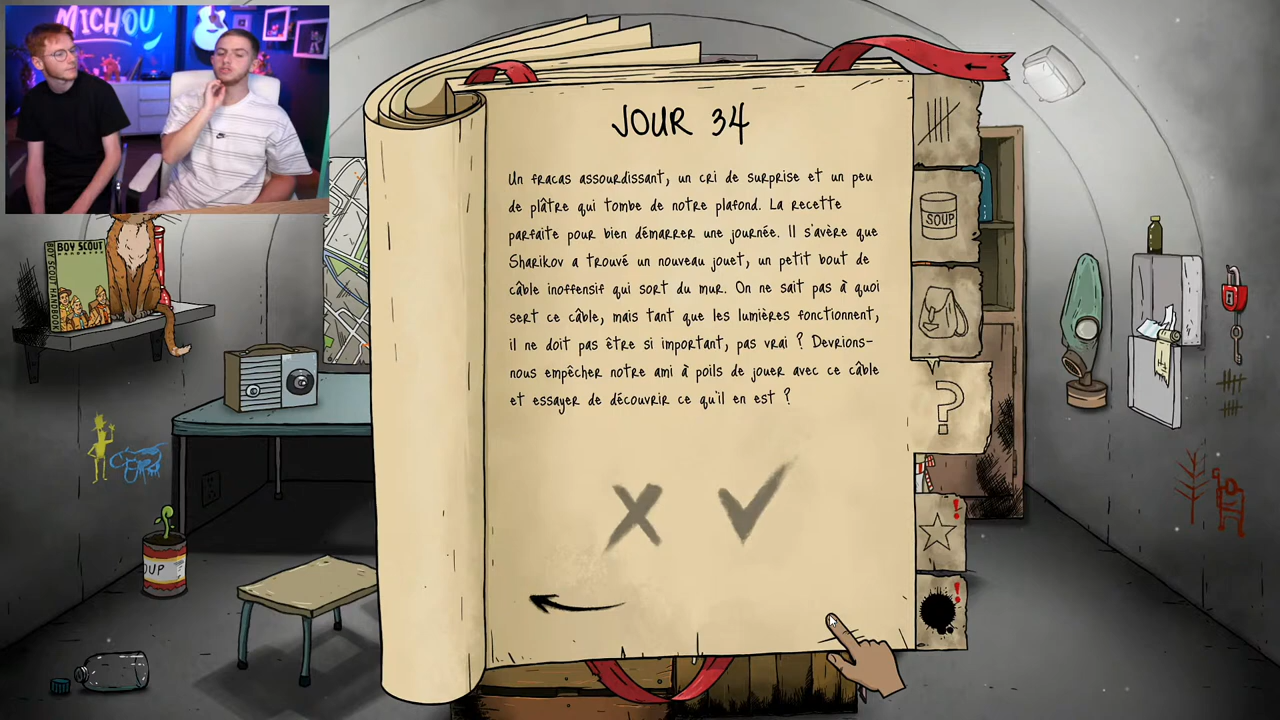 MICHOU
JOUR 34
Un fracas assourdissant, un cri de surprise et un peu
de plâtre qui tombe de notre plafond. La recette
parfaite pour bien démarrer une journée. Il s'avère que
Sharikov a trouvé un nouveau jouet, un petit bout de
câble inoffensif qui sort du mur. On ne sait pas à quoi
sert ce câble, mais tant que les lumières fonctionnent,
il ne doit pas être si important, pas vrai ? Devrions-
nous empêcher notre ami à poils de jouer avec ce câble
et essayer de découvrir ce qu'il en est ?
SOUP
?
!
!
BOY SCOUT
BOY SCOUT HANDBOOK
OUP